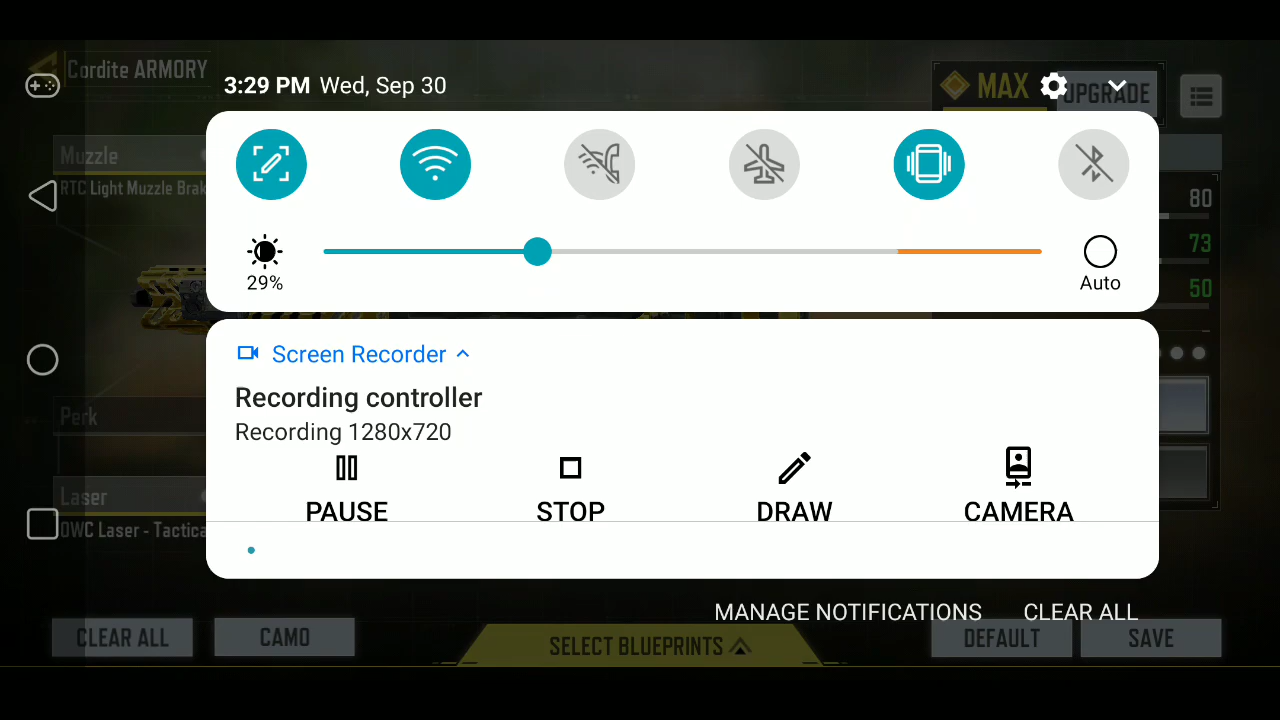 Cordite ARMORY
3:29 PM Wed, Sep 30
MAX
UPGRADE
Muzzle
RTC Light Muzzle Brak
80
73
50
29%
Auto
Screen Recorder
Recording controller
Recording 1280x720
Perk
PAUSE
STOP
DRAW
CAMERA
Laser
OWC Laser - Tactica
MANAGE NOTIFICATIONS
CLEAR ALL
CLEAR ALL
CAMO
SELECT BLUEPRINTS
DEFAULT
SAVE